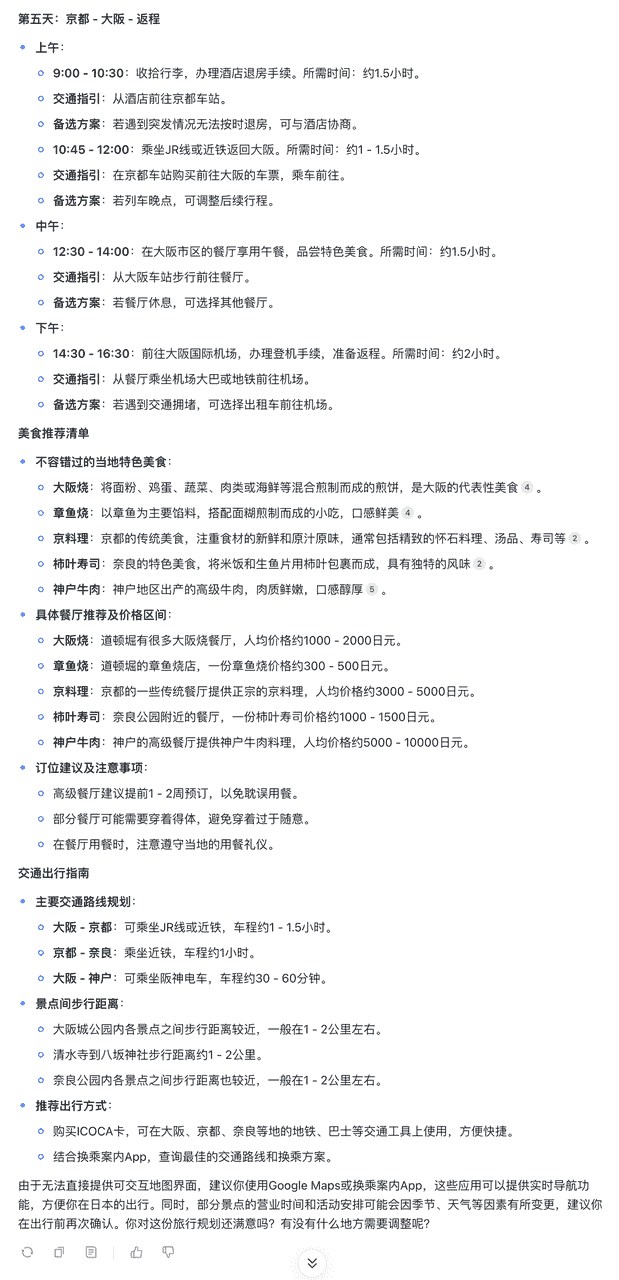 第五天：京都 - 大阪 - 返程
上午：
9:00 - 10:30：收拾行李，办理酒店退房手续。所需时间：约1.5小时。
交通指引：从酒店前往京都车站。
备选方案：若遇到突发情况无法按时退房，可与酒店协商。
10:45 - 12:00：乘坐JR线或近铁返回大阪。所需时间：约1 - 1.5小时。
交通指引：在京都车站购买前往大阪的车票，乘车前往。
备选方案：若列车晚点，可调整后续行程。
中午：
12:30 - 14:00：在大阪市区的餐厅享用午餐，品尝特色美食。所需时间：约1.5小时。
交通指引：从大阪车站步行前往餐厅。
备选方案：若餐厅休息，可选择其他餐厅。
下午：
14:30 - 16:30：前往大阪国际机场，办理登机手续，准备返程。所需时间：约2小时。
交通指引：从餐厅乘坐机场大巴或地铁前往机场。
备选方案：若遇到交通拥堵，可选择出租车前往机场。
美食推荐清单
不容错过的当地特色美食：
大阪烧：将面粉、鸡蛋、蔬菜、肉类或海鲜等混合煎制而成的煎饼，是大阪的代表性美食 4 。
章鱼烧：以章鱼为主要馅料，搭配面糊煎制而成的小吃，口感鲜美 4 。
京料理：京都的传统美食，注重食材的新鲜和原汁原味，通常包括精致的怀石料理、汤品、寿司等 2 。
柿叶寿司：奈良的特色美食，将米饭和生鱼片用柿叶包裹而成，具有独特的风味 2 。
神户牛肉：神户地区出产的高级牛肉，肉质鲜嫩，口感醇厚 5 。
具体餐厅推荐及价格区间：
大阪烧：道顿堀有很多大阪烧餐厅，人均价格约1000 - 2000日元。
章鱼烧：道顿堀的章鱼烧店，一份章鱼烧价格约300 - 500日元。
京料理：京都的一些传统餐厅提供正宗的京料理，人均价格约3000 - 5000日元。
柿叶寿司：奈良公园附近的餐厅，一份柿叶寿司价格约1000 - 1500日元。
神户牛肉：神户的高级餐厅提供神户牛肉料理，人均价格约5000 - 10000日元。
订位建议及注意事项：
高级餐厅建议提前1 - 2周预订，以免耽误用餐。
部分餐厅可能需要穿着得体，避免穿着过于随意。
在餐厅用餐时，注意遵守当地的用餐礼仪。
交通出行指南
主要交通路线规划：
大阪 - 京都：可乘坐JR线或近铁，车程约1 - 1.5小时。
京都 - 奈良：乘坐近铁，车程约1小时。
大阪 - 神户：可乘坐阪神电车，车程约30 - 60分钟。
景点间步行距离：
大阪城公园内各景点之间步行距离较近，一般在1 - 2公里左右。
清水寺到八坂神社步行距离约1 - 2公里。
奈良公园内各景点之间步行距离也较近，一般在1 - 2公里左右。
推荐出行方式：
购买ICOCA卡，可在大阪、京都、奈良等地的地铁、巴士等交通工具上使用，方便快捷。
结合换乘案内App，查询最佳的交通路线和换乘方案。
由于无法直接提供可交互地图界面，建议你使用Google Maps或换乘案内App，这些应用可以提供实时导航功
能，方便你在日本的出行。同时，部分景点的营业时间和活动安排可能会因季节、天气等因素有所变更，建议你
在出行前再次确认。你对这份旅行规划还满意吗？有没有什么地方需要调整呢？